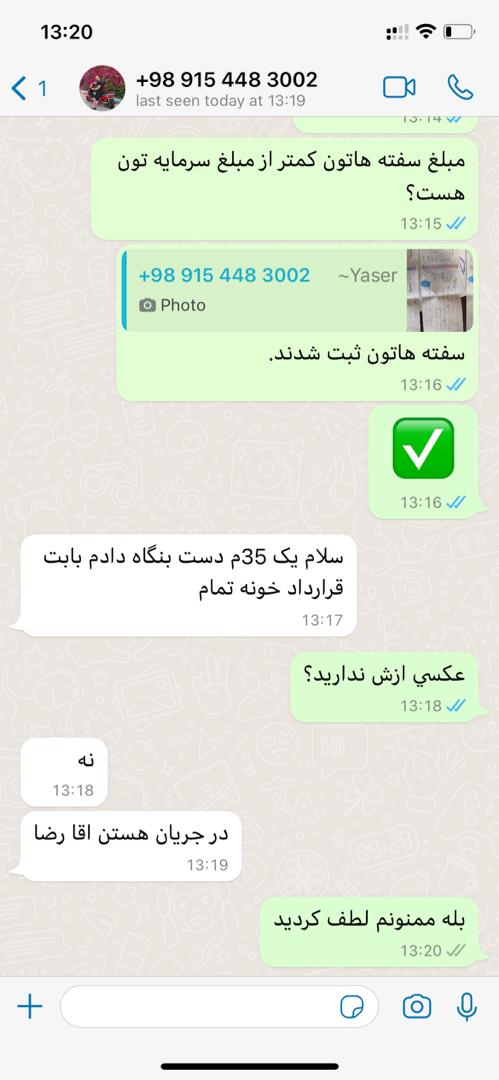 13:20
1
+98 915 448 3002
last seen today at 13:19
13:14
مبلغ سفته هاتون کمتر از مبلغ سرمایه تون
هست؟
13:15
+98 915 448 3002 ~Yaser
Photo
سفته هاتون ثبت شدند.
13:16
13:16
سلام یک 35م دست بنگاه دادم بابت
قرارداد خونه تمام
13:17
عكسي ازش ندارید؟
13:18
نه
13:18
در جریان هستن اقا رضا
13:19
بله ممنونم لطف کردید
13:20